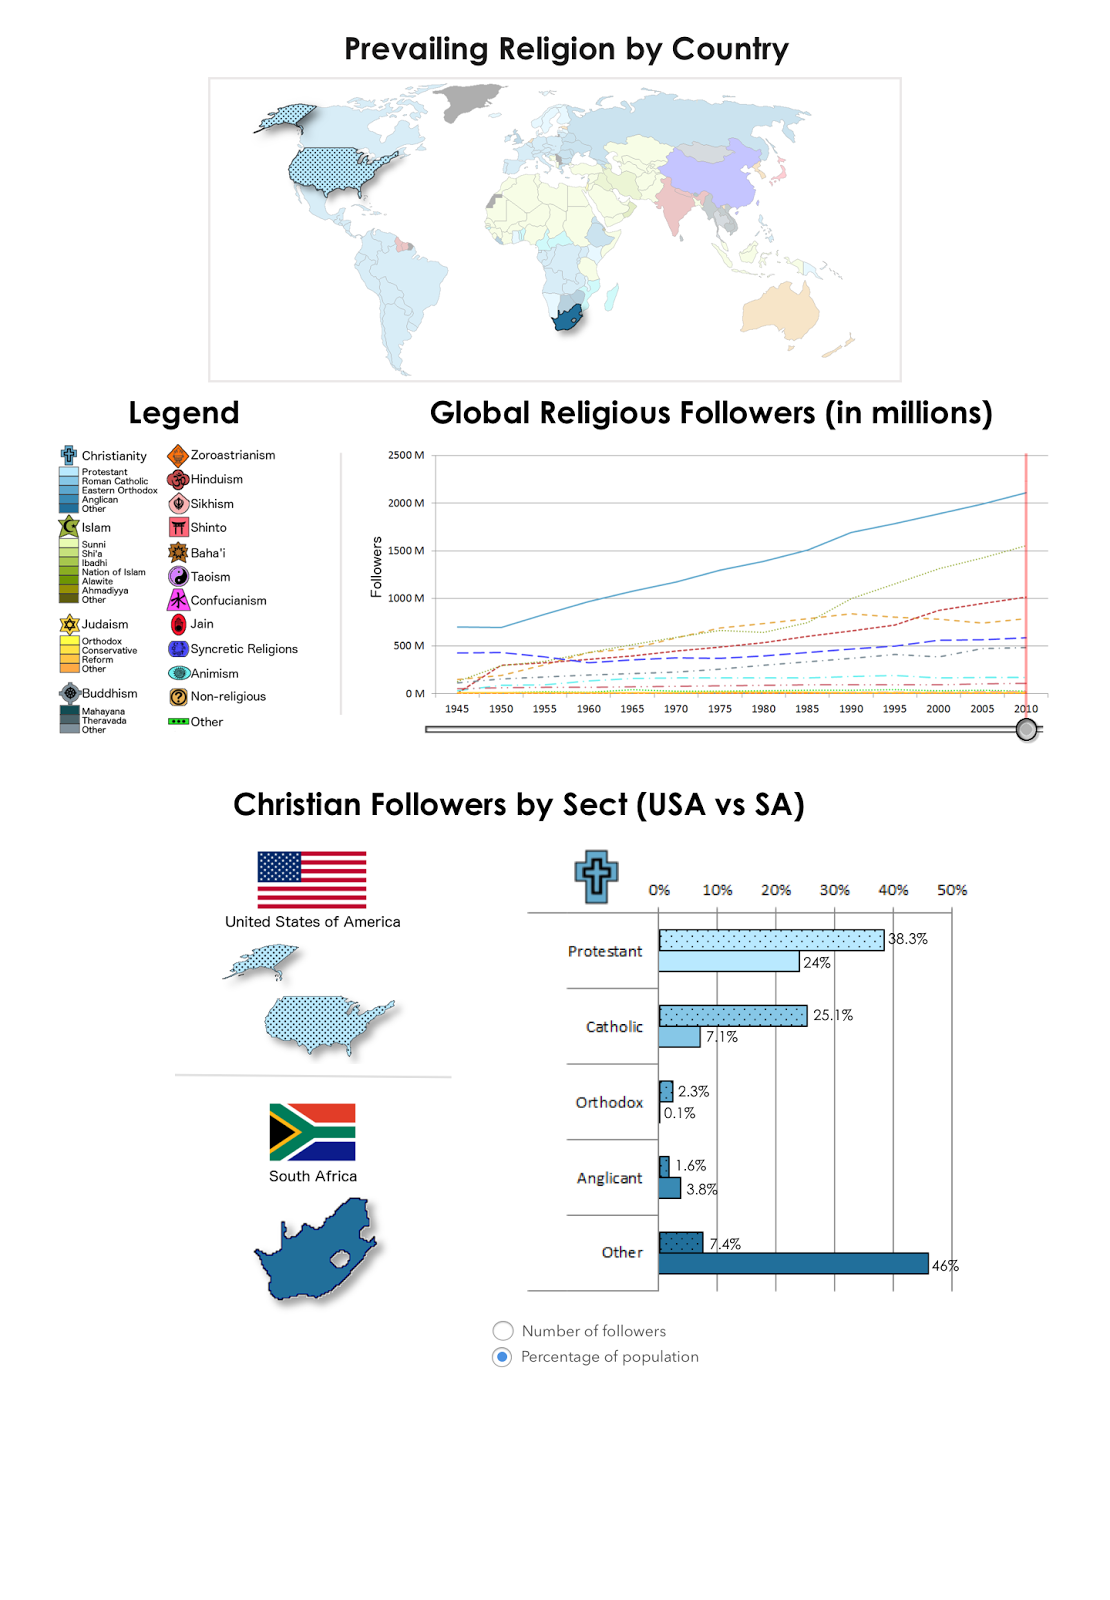 Prevailing Religion by Country
Legend
Christianity
Protestant
Roman Catholic
Eastern Orthodox
Anglican
Other
Islam
Sunni
Shi'a
Ibadhi
Nation of Islam
Alawite
Ahmadiyya
Other
Judaism
Orthodox
Conservative
Reform
Other
Buddhism
Mahayana
Theravada
Other
Zoroastrianism
Hinduism
Sikhism
Shinto
Baha'i
Taoism
Confucianism
Jain
Syncretic Religions
Animism
Non-religious
Other
Global Religious Followers (in millions)
Followers
2500 M
2000 M
1500 M
1000 M
500 M
0 M
1945 1950 1955 1960 1965 1970 1975 1980 1985 1990 1995 2000 2005 2010
Christian Followers by Sect (USA vs SA)
United States of America
South Africa
0% 10% 20% 30% 40% 50%
Protestant
38.3%
24%
Catholic
25.1%
7.1%
Orthodox
2.3%
0.1%
Anglicant
1.6%
3.8%
Other
7.4%
46%
Number of followers
Percentage of population